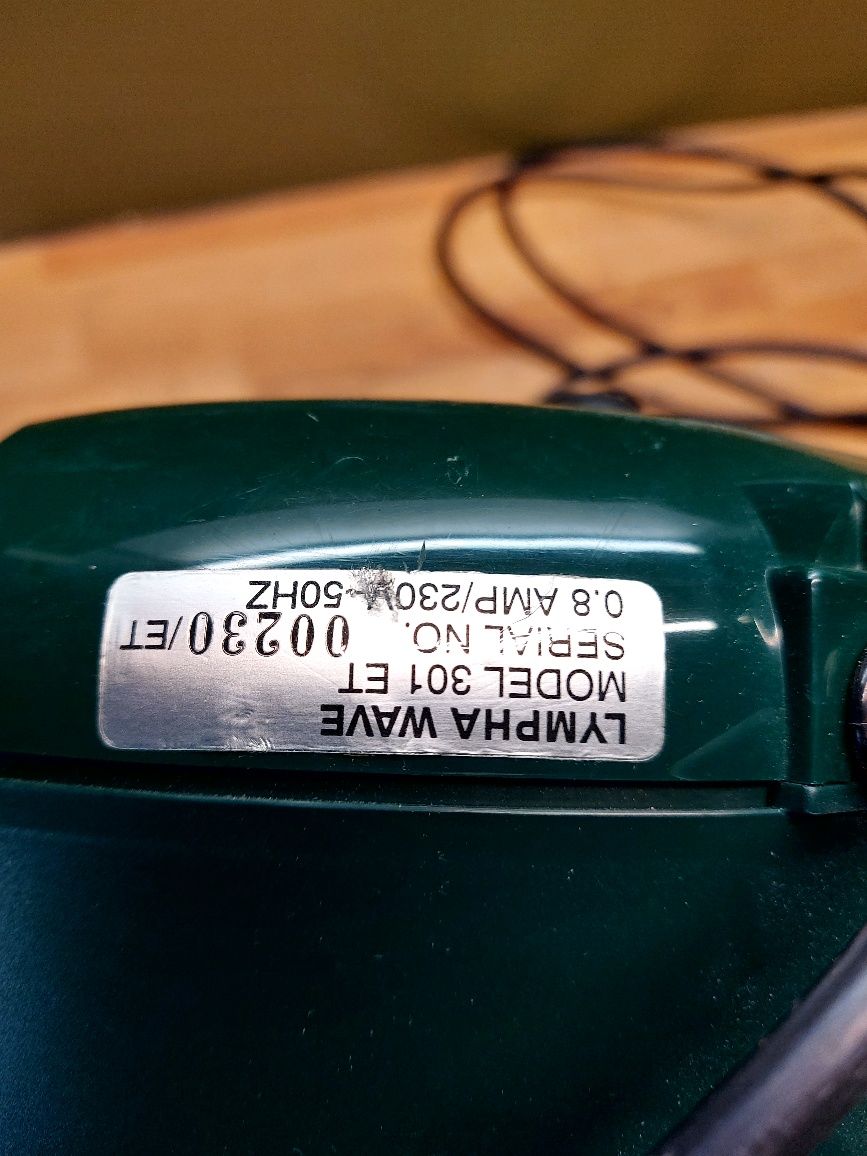 LYMPHA WAVE
MODEL 301 ET
SERIAL NO. 00230/ET
0.8 AMP/230V~50HZ